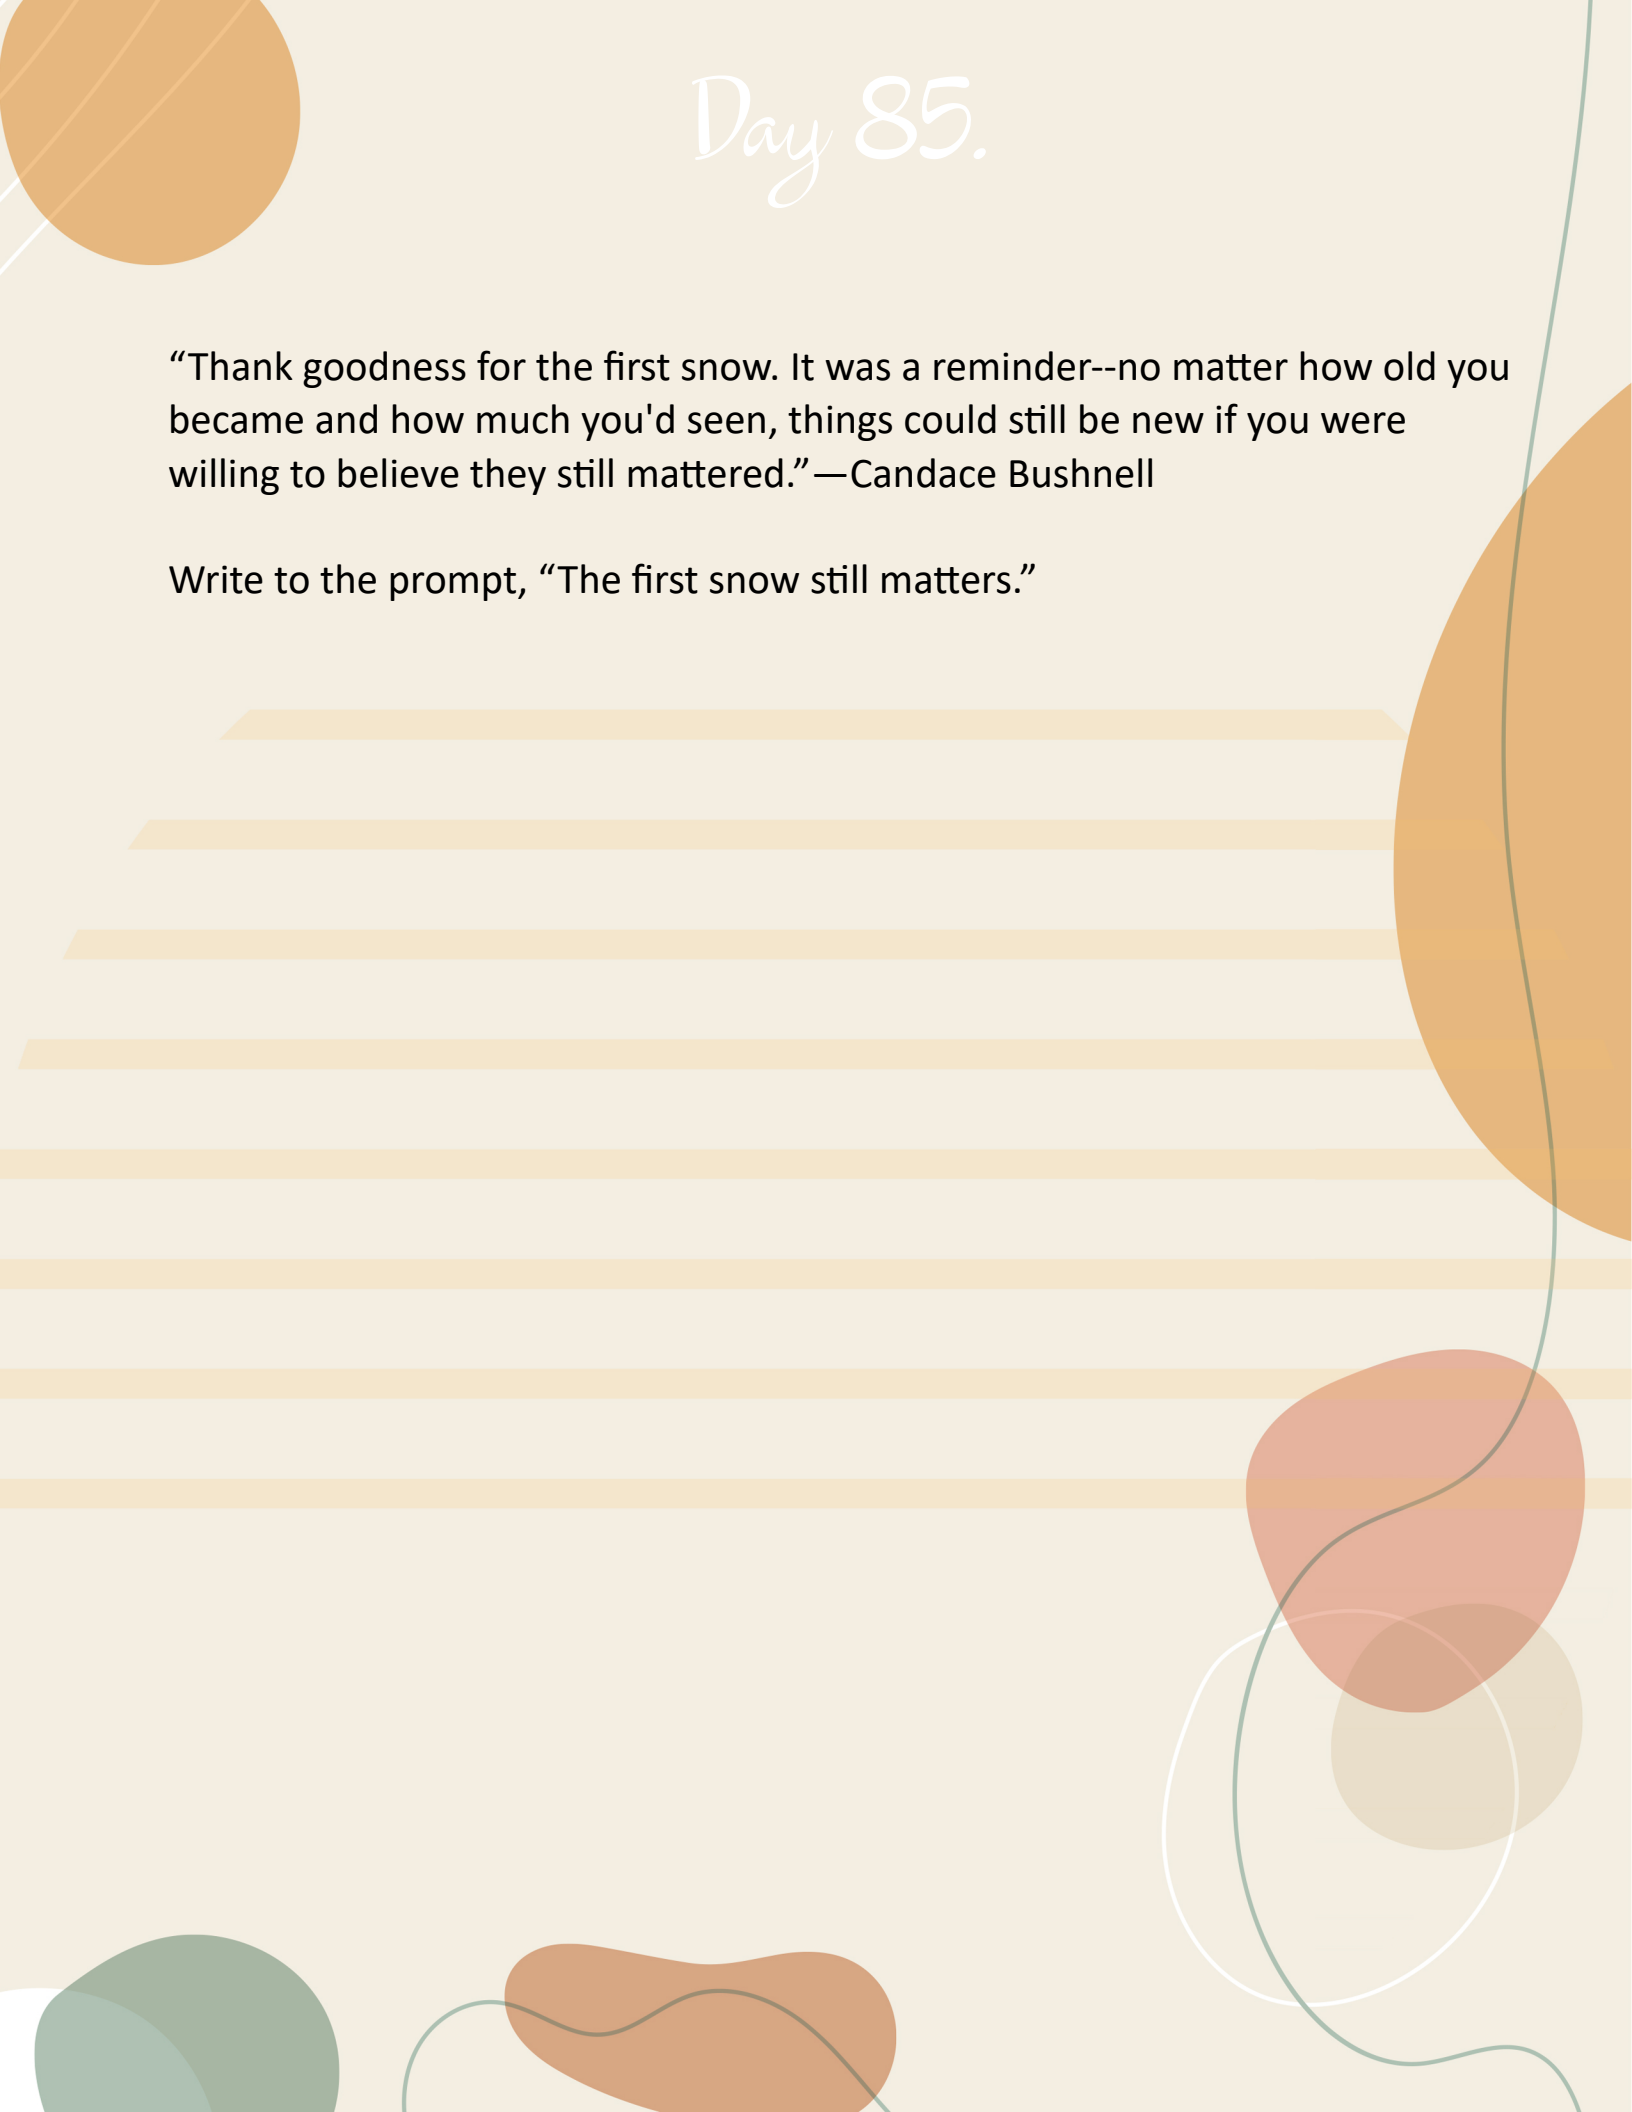 Day 85.
“Thank goodness for the first snow. It was a reminder--no matter how old you
became and how much you'd seen, things could still be new if you were
willing to believe they still mattered.”—Candace Bushnell
Write to the prompt, “The first snow still matters.”